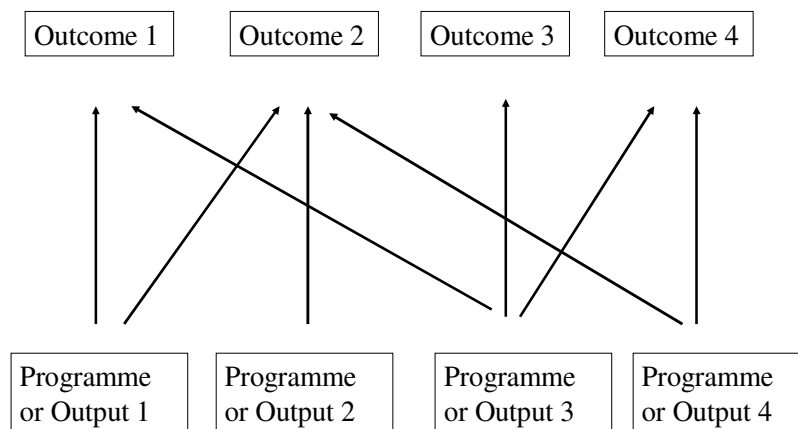 Outcome 1
Outcome 2
Outcome 3
Outcome 4
Programme
or Output 1
Programme
or Output 2
Programme
or Output 3
Programme
or Output 4